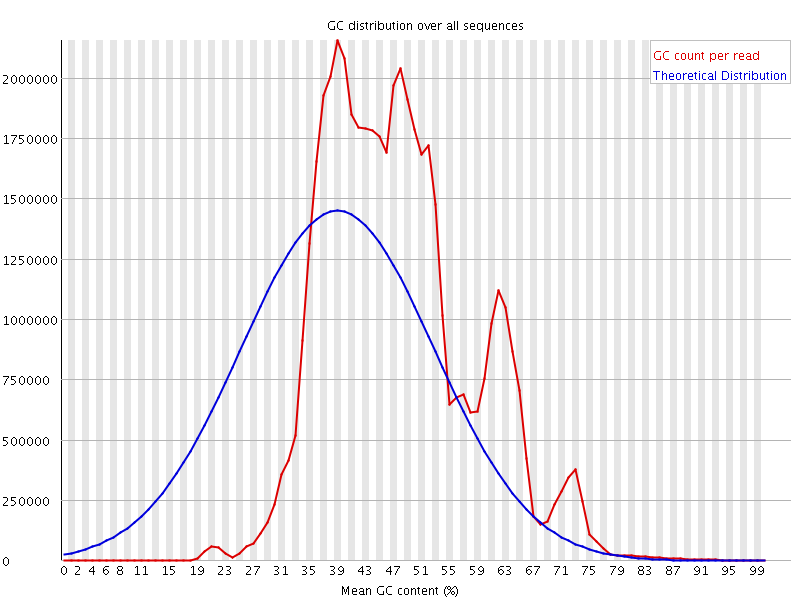 GC distribution over all sequences
GC count per read
Theoretical Distribution
2000000
1750000
1500000
1250000
1000000
750000
500000
250000
0
0 2 4 6 8 11 15 19 23 27 31 35 39 43 47 51 55 59 63 67 71 75 79 83 87 91 95 99
Mean GC content (%)